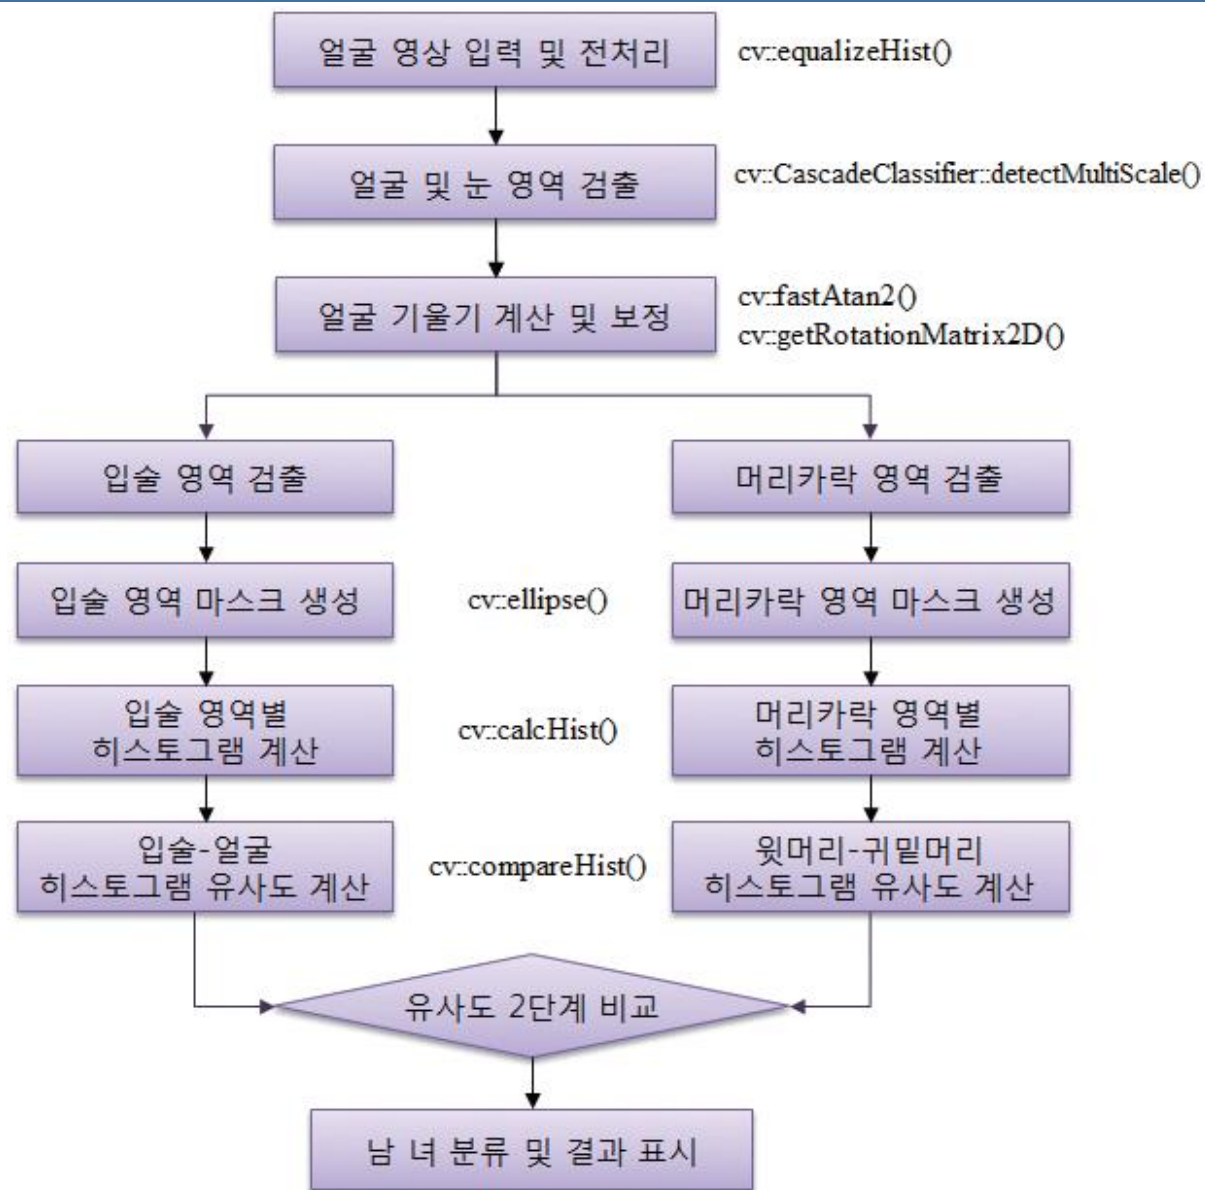 얼굴 영상 입력 및 전처리
cv::equalizeHist()
얼굴 및 눈 영역 검출
cv::CascadeClassifier::detectMultiScale()
얼굴 기울기 계산 및 보정
cv::fastAtan2()
cv::getRotationMatrix2D()
입술 영역 검출
머리카락 영역 검출
입술 영역 마스크 생성
cv::ellipse()
머리카락 영역 마스크 생성
입술 영역별
히스토그램 계산
cv::calcHist()
머리카락 영역별
히스토그램 계산
입술-얼굴
히스토그램 유사도 계산
cv::compareHist()
윗머리-귀밑머리
히스토그램 유사도 계산
유사도 2단계 비교
남 녀 분류 및 결과 표시